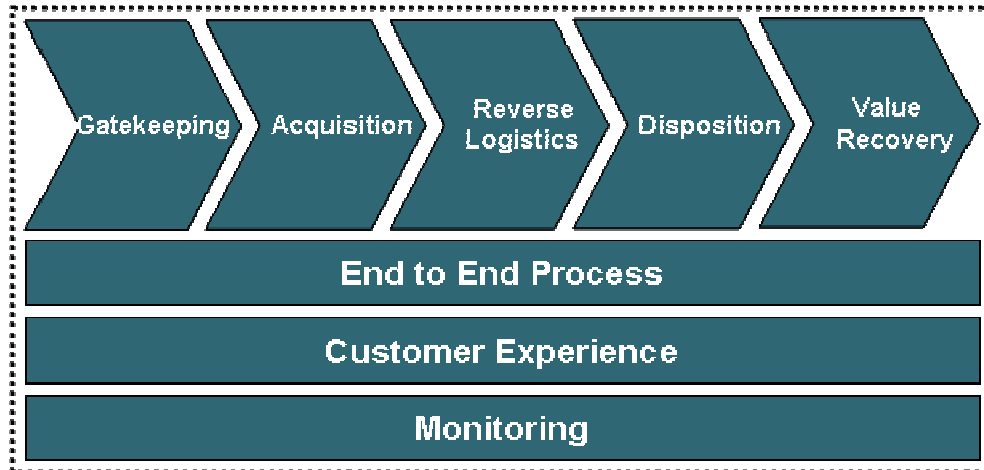 Gatekeeping
Acquisition
Reverse
Logistics
Disposition
Value
Recovery
End to End Process
Customer Experience
Monitoring